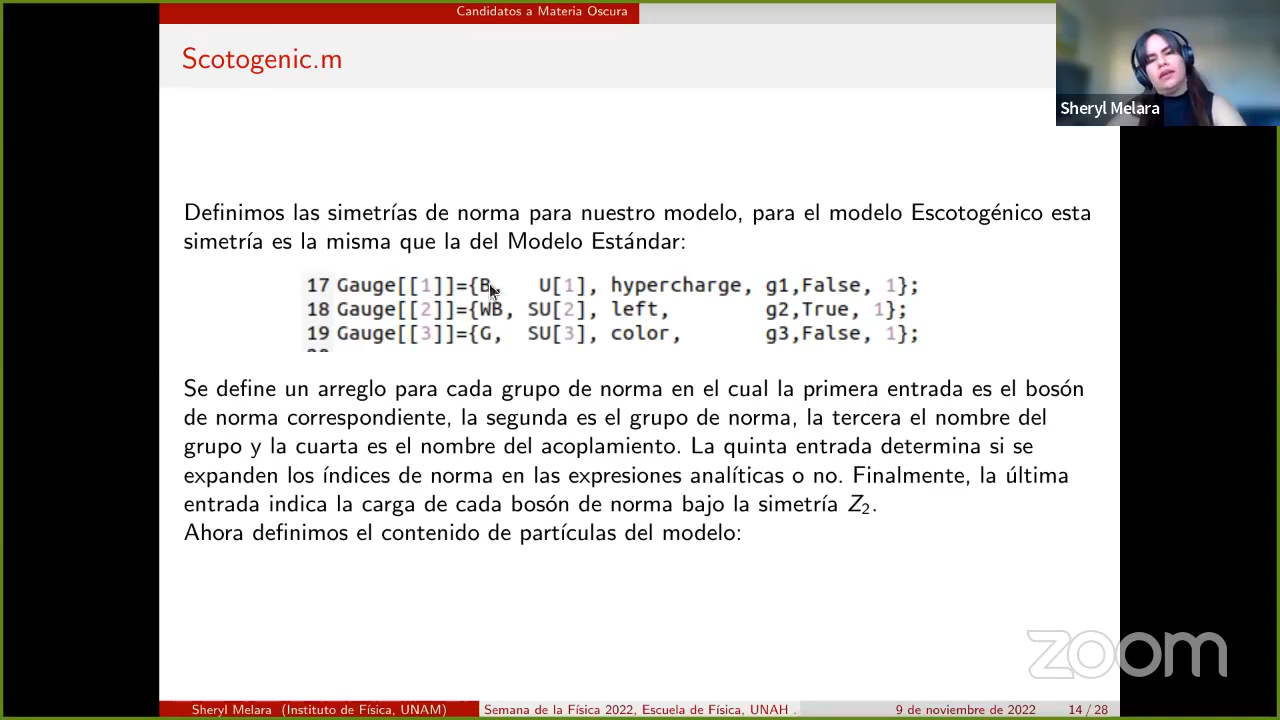 Candidatos a Materia Oscura
Scotogenic.m
Sheryl Melara
Definimos las simetrías de norma para nuestro modelo, para el modelo Escotogénico esta
simetría es la misma que la del Modelo Estándar:
17 Gauge[[1]]={B, U[1], hypercharge, g1,False, 1};
18 Gauge[[2]]={WB, SU[2], left, g2,True, 1};
19 Gauge[[3]]={G, SU[3], color, g3,False, 1};
Se define un arreglo para cada grupo de norma en el cual la primera entrada es el bosón
de norma correspondiente, la segunda es el grupo de norma, la tercera el nombre del
grupo y la cuarta es el nombre del acoplamiento. La quinta entrada determina si se
expanden los índices de norma en las expresiones analíticas o no. Finalmente, la última
entrada indica la carga de cada bosón de norma bajo la simetría Z₂.
Ahora definimos el contenido de partículas del modelo:
zoom
Sheryl Melara (Instituto de Física, UNAM) Semana de la Física 2022, Escuela de Física, UNAH . 9 de noviembre de 2022 14 / 28